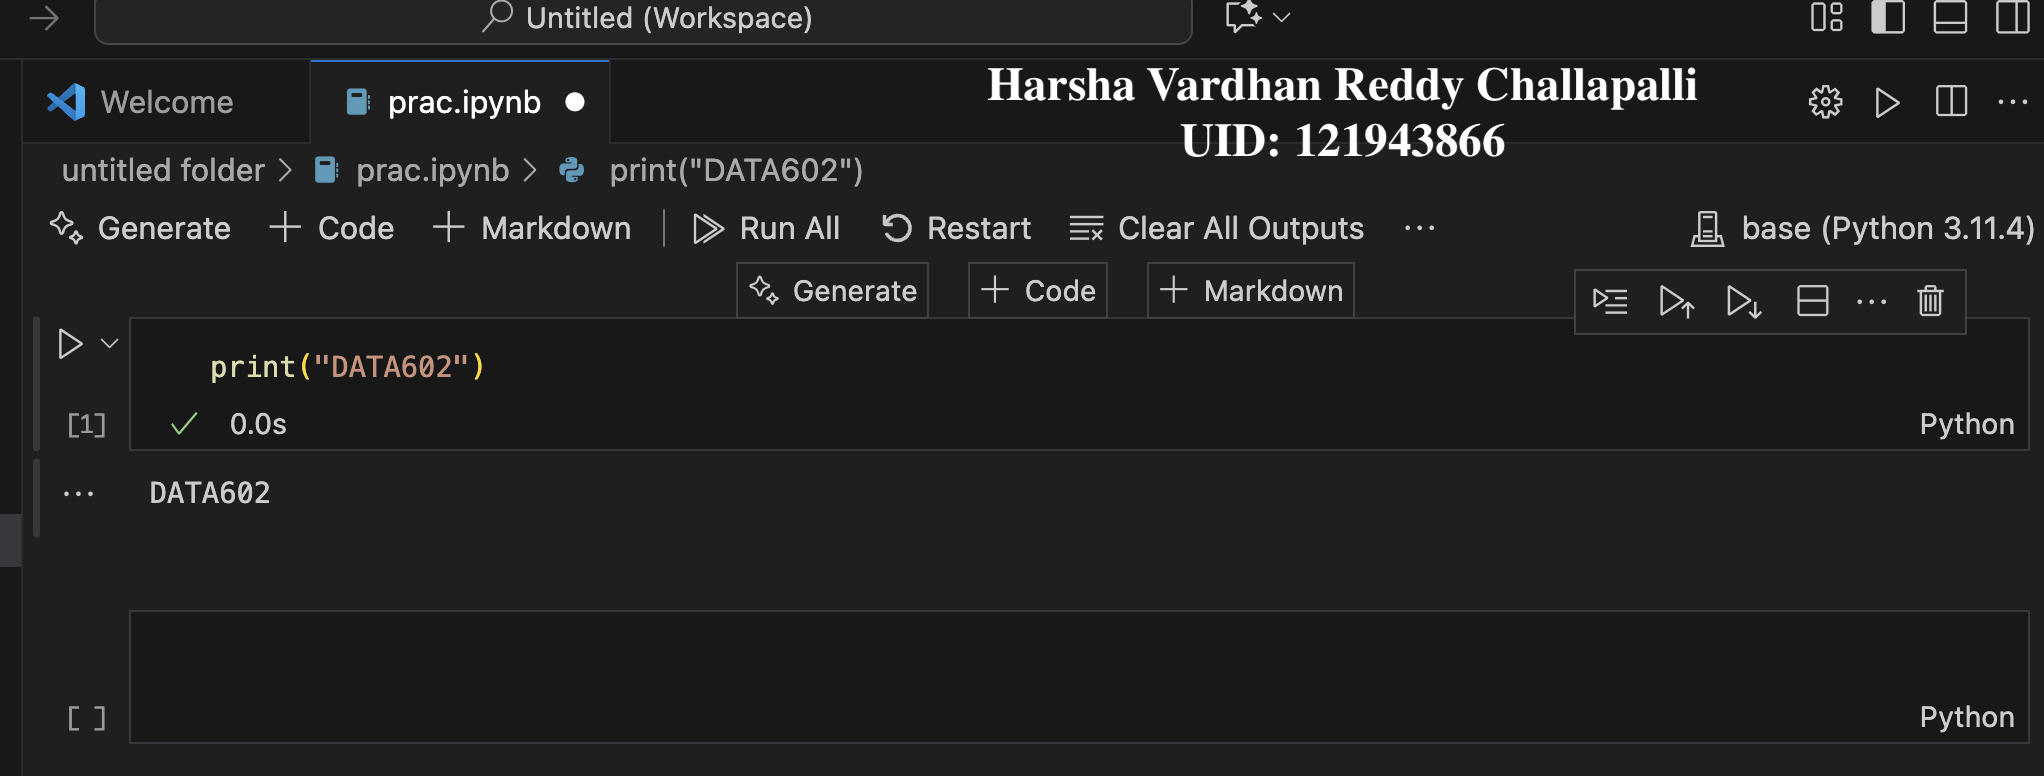 Untitled (Workspace)
Welcome
prac.ipynb
Harsha Vardhan Reddy Challapalli
UID: 121943866
untitled folder > prac.ipynb > print("DATA602")
Generate + Code + Markdown | Run All Restart Clear All Outputs ... base (Python 3.11.4)
Generate + Code + Markdown
print("DATA602")
[1] ✓ 0.0s Python
... DATA602
[ ] Python